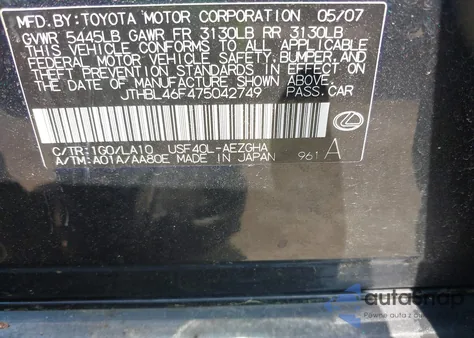 MFD.BY:TOYOTA MOTOR CORPORATION 05/07
GVWR 5445LB GAWR FR 3130LB RR 3130LB
THIS VEHICLE CONFORMS TO ALL APPLICABLE
FEDERAL MOTOR VEHICLE SAFETY,BUMPER, AND
THEFT PREVENTION STANDARDS IN EFFECT ON
THE DATE OF MANUFACTURE SHOWN ABOVE.
JTHBL46F475042749 PASS.CAR
C/TR:1G0/LA10 USF40L-AEZGHA
A/TM:A01A/AA80E MADE IN JAPAN 961 A
autosnap
Pewne auta z